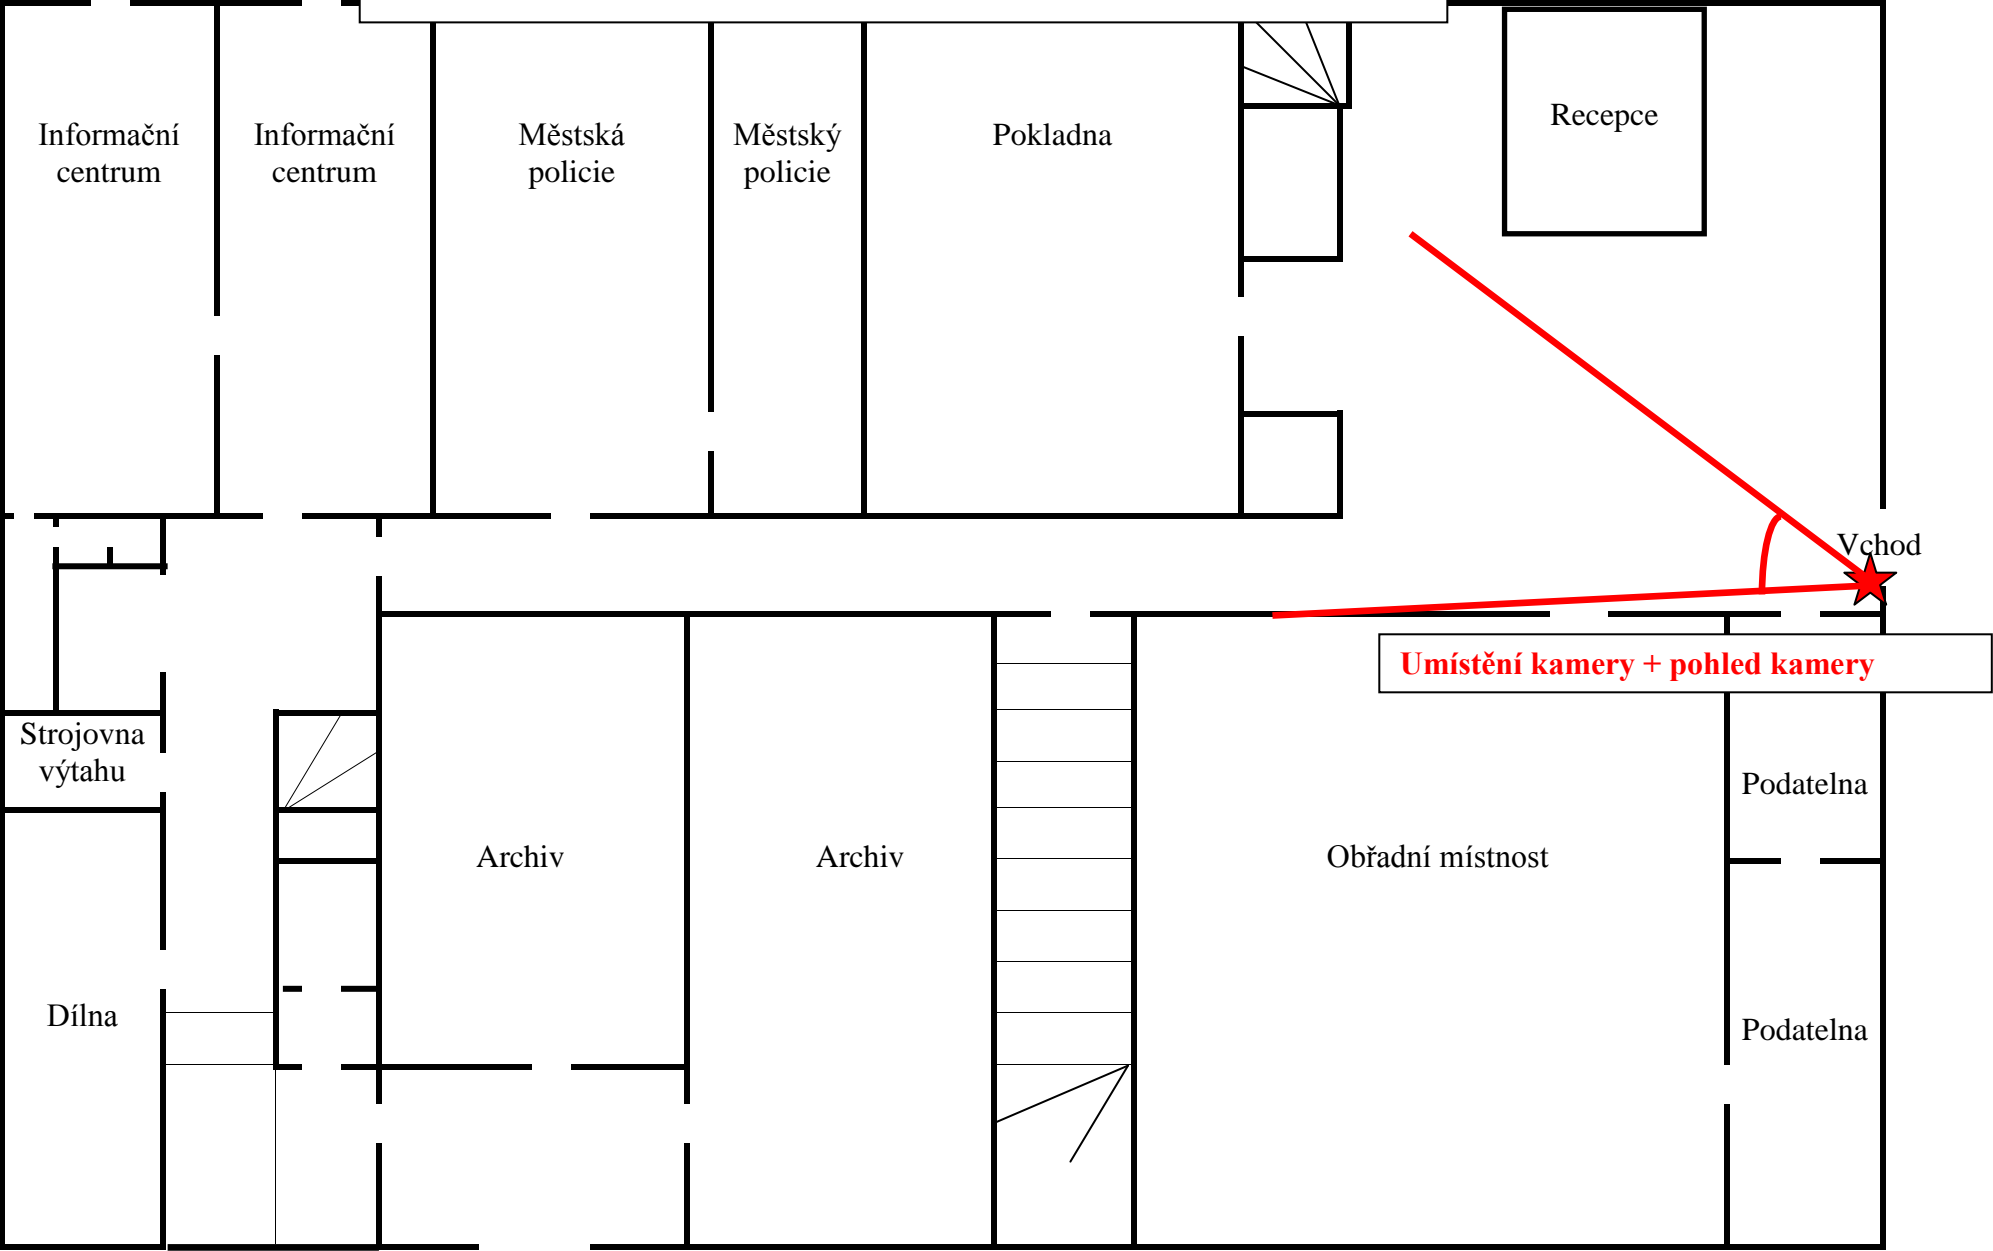 Informační
centrum
Informační
centrum
Městská
policie
Městský
policie
Pokladna
Recepce
Vchod
Umístění kamery + pohled kamery
Strojovna
výtahu
Podatelna
Archiv
Archiv
Obřadní místnost
Dílna
Podatelna